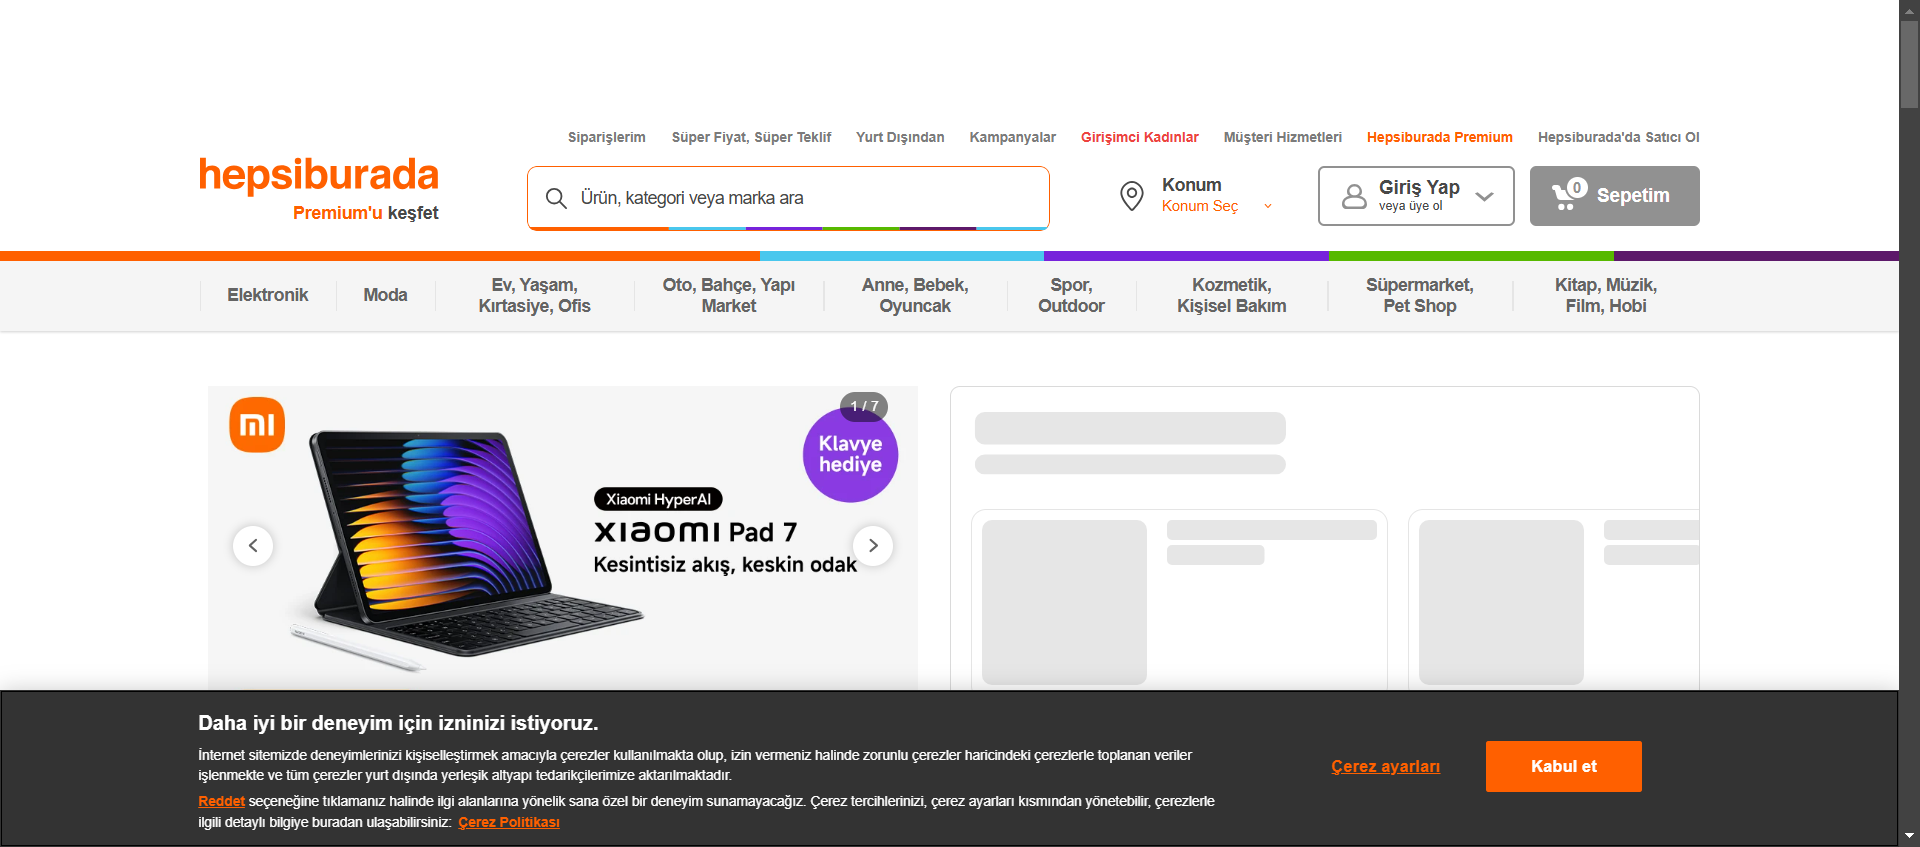 Siparişlerim Süper Fiyat, Süper Teklif Yurt Dışından Kampanyalar Girişimci Kadınlar Müşteri Hizmetleri Hepsiburada Premium Hepsiburada'da Satıcı Ol
hepsiburada
Premium'u keşfet
Ürün, kategori veya marka ara
Konum
Konum Seç
Giriş Yap
veya üye ol
0
Sepetim
Elektronik
Moda
Ev, Yaşam,
Kırtasiye, Ofis
Oto, Bahçe, Yapı
Market
Anne, Bebek,
Oyuncak
Spor,
Outdoor
Kozmetik,
Kişisel Bakım
Süpermarket,
Pet Shop
Kitap, Müzik,
Film, Hobi
mi
1 / 7
Klavye
hediye
Xiaomi HyperAI
xiaomi Pad 7
Kesintisiz akış, keskin odak
Daha iyi bir deneyim için izninizi istiyoruz.
İnternet sitemizde deneyimlerinizi kişiselleştirmek amacıyla çerezler kullanılmakta olup, izin vermeniz halinde zorunlu çerezler haricindeki çerezlerle toplanan veriler
işlenmekte ve tüm çerezler yurt dışında yerleşik altyapı tedarikçilerimize aktarılmaktadır.
Reddet seçeneğine tıklamanız halinde ilgi alanlarına yönelik sana özel bir deneyim sunamayacağız. Çerez tercihlerinizi, çerez ayarları kısmından yönetebilir, çerezlerle
ilgili detaylı bilgiye buradan ulaşabilirsiniz: Çerez Politikası
Çerez ayarları
Kabul et